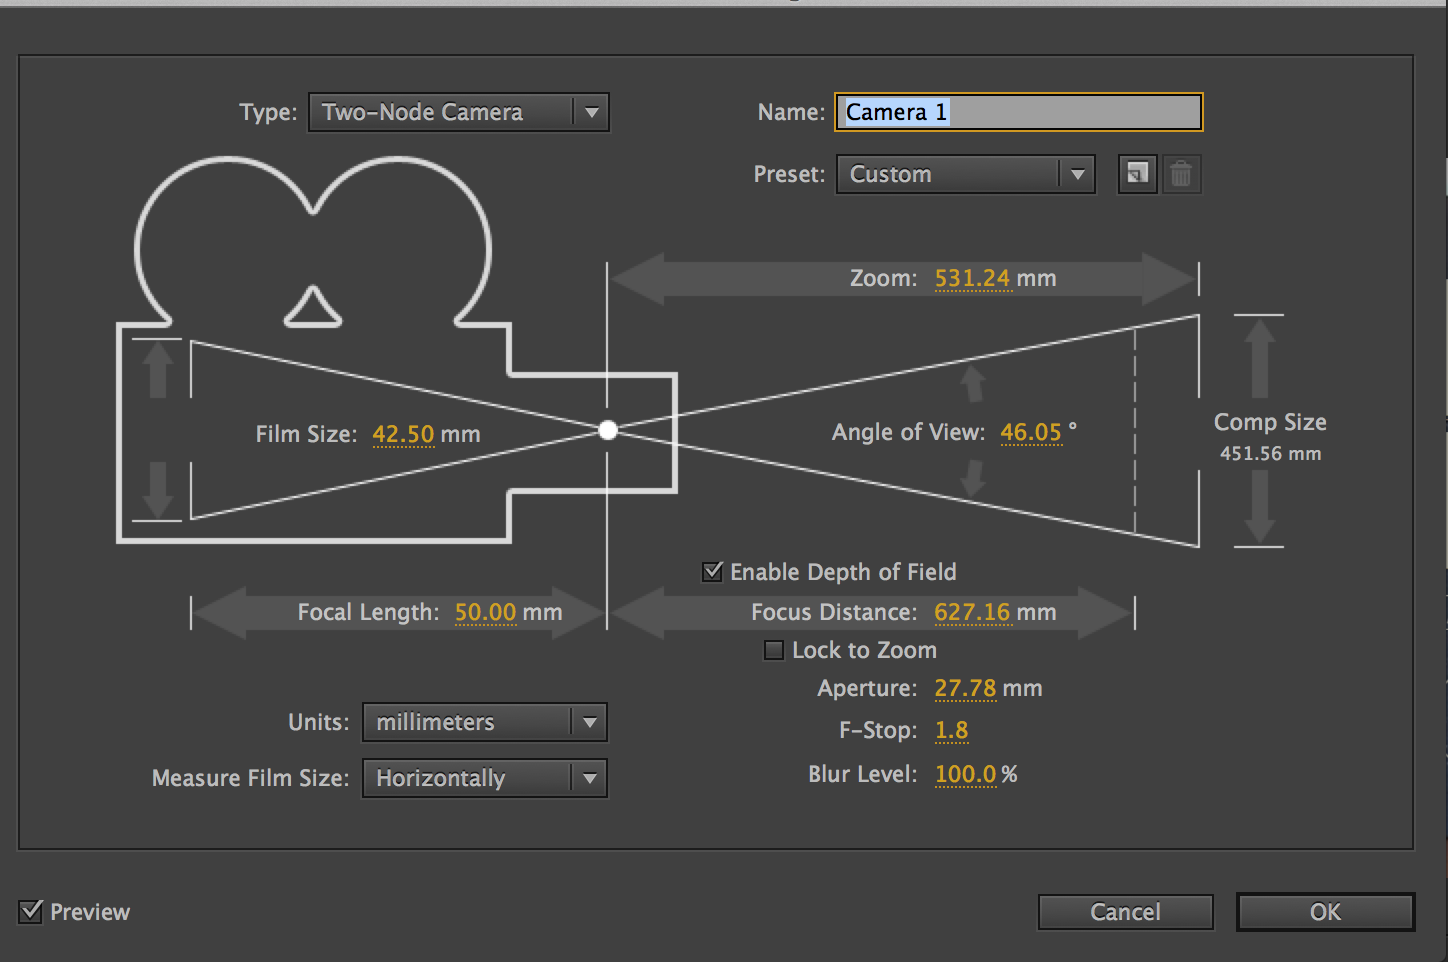 Type: Two-Node Camera
Name: Camera 1
Preset: Custom
Zoom: 531.24 mm
Film Size: 42.50 mm
Angle of View: 46.05 °
Comp Size
451.56 mm
Enable Depth of Field
Focal Length: 50.00 mm
Focus Distance: 627.16 mm
Lock to Zoom
Aperture: 27.78 mm
Units: millimeters
F-Stop: 1.8
Measure Film Size: Horizontally
Blur Level: 100.0 %
Preview
Cancel
OK